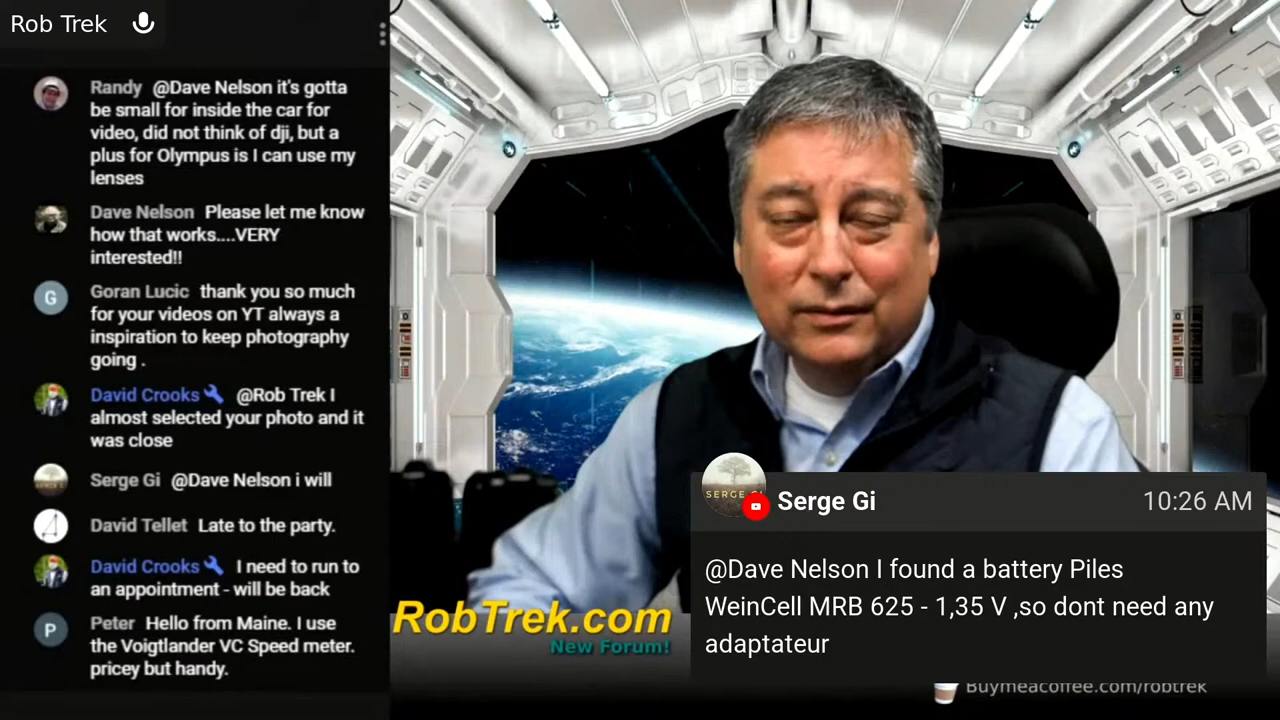 Rob Trek
Randy @Dave Nelson it's gotta
be small for inside the car for
video, did not think of dji, but a
plus for Olympus is I can use my
lenses
Dave Nelson Please let me know
how that works....VERY
interested!!
G
Goran Lucic thank you so much
for your videos on YT always a
inspiration to keep photography
going .
David Crooks @Rob Trek I
almost selected your photo and it
was close
Serge Gi @Dave Nelson i will
David Tellet Late to the party.
David Crooks I need to run to
an appointment - will be back
P
Peter Hello from Maine. I use
the Voigtlander VC Speed meter.
pricey but handy.
RobTrek.com
New Forum!
Serge Gi 10:26 AM
@Dave Nelson I found a battery Piles
WeinCell MRB 625 - 1,35 V ,so dont need any
adaptateur
Buymeacoffee.com/robtrek